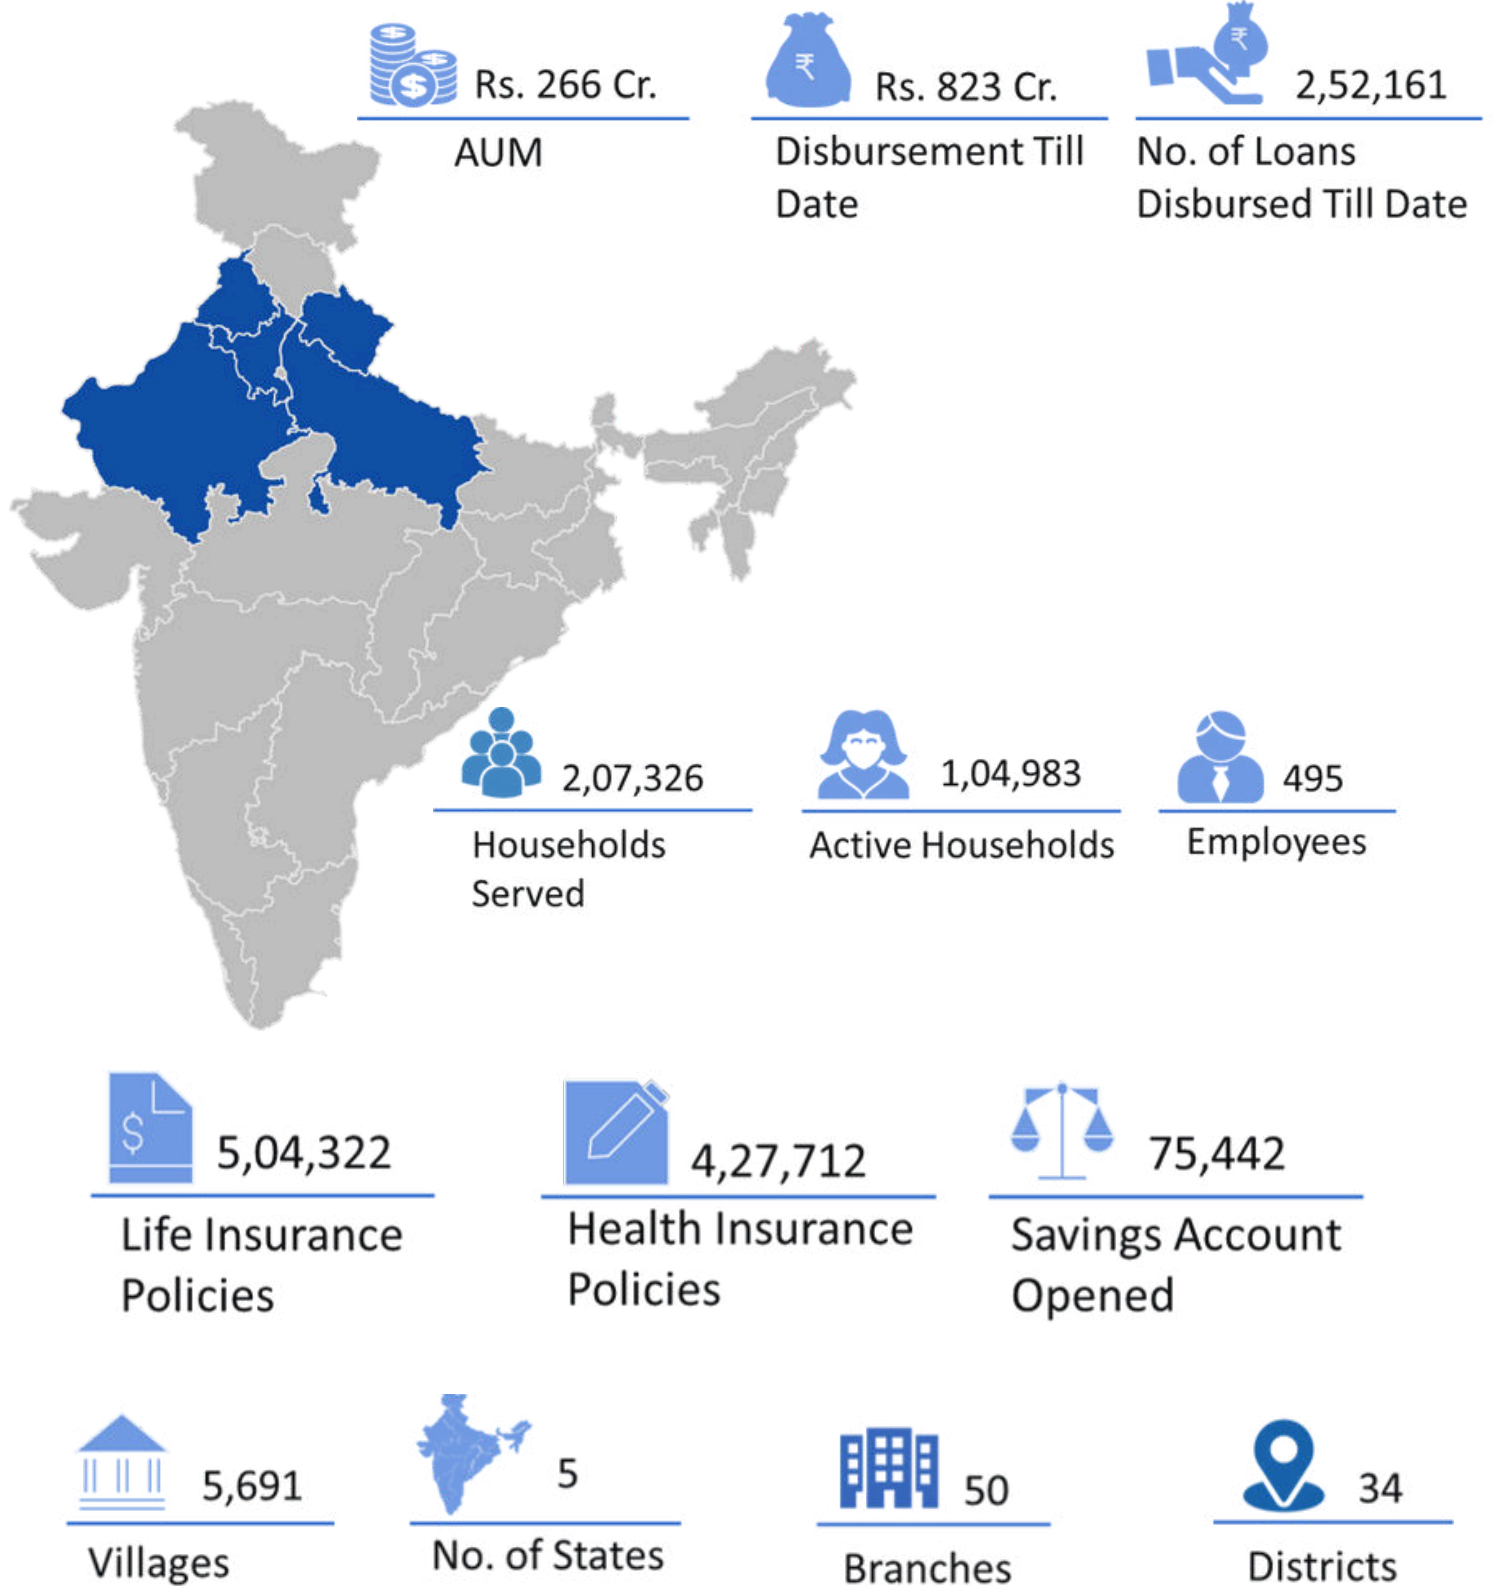 Rs. 266 Cr.
AUM
Rs. 823 Cr.
Disbursement Till
Date
2,52,161
No. of Loans
Disbursed Till Date
2,07,326
Households
Served
1,04,983
Active Households
495
Employees
5,04,322
Life Insurance
Policies
4,27,712
Health Insurance
Policies
75,442
Savings Account
Opened
5,691
Villages
5
No. of States
50
Branches
34
Districts